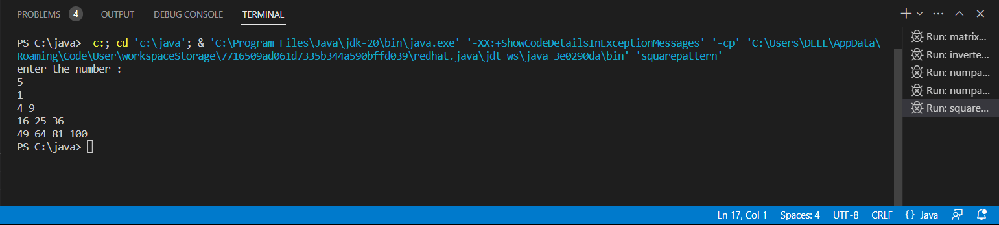 PROBLEMS 4 OUTPUT DEBUG CONSOLE TERMINAL
PS C:\java>  c:; cd 'c:\java'; & 'C:\Program Files\Java\jdk-20\bin\java.exe' '-XX:+ShowCodeDetailsInExceptionMessages' '-cp' 'C:\Users\DELL\AppData\
Roaming\Code\User\workspaceStorage\7716509ad061d7335b344a590bffd039\redhat.java\jdt_ws\java_3e0290da\bin' 'squarepattern'
enter the number :
5
1
4 9
16 25 36
49 64 81 100
PS C:\java>
Run: matrix...
Run: inverte...
Run: numpa...
Run: numpa...
Run: square...
Ln 17, Col 1 Spaces: 4 UTF-8 CRLF {} Java